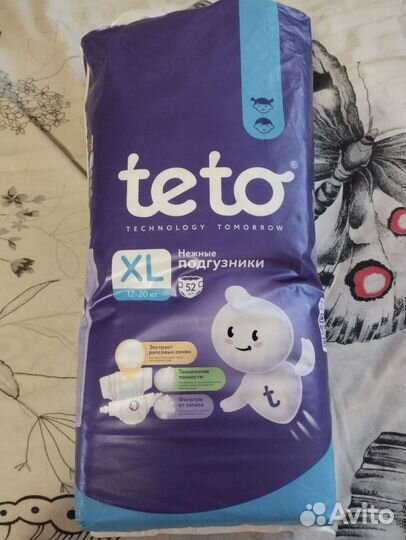 teto®
TECHNOLOGY TOMORROW
XL
12-20 кг
Нежные
подгузники
52
Экстракт
рапсовых семян
Технология
тонкости
Фильтры
от запаха
t
Avito